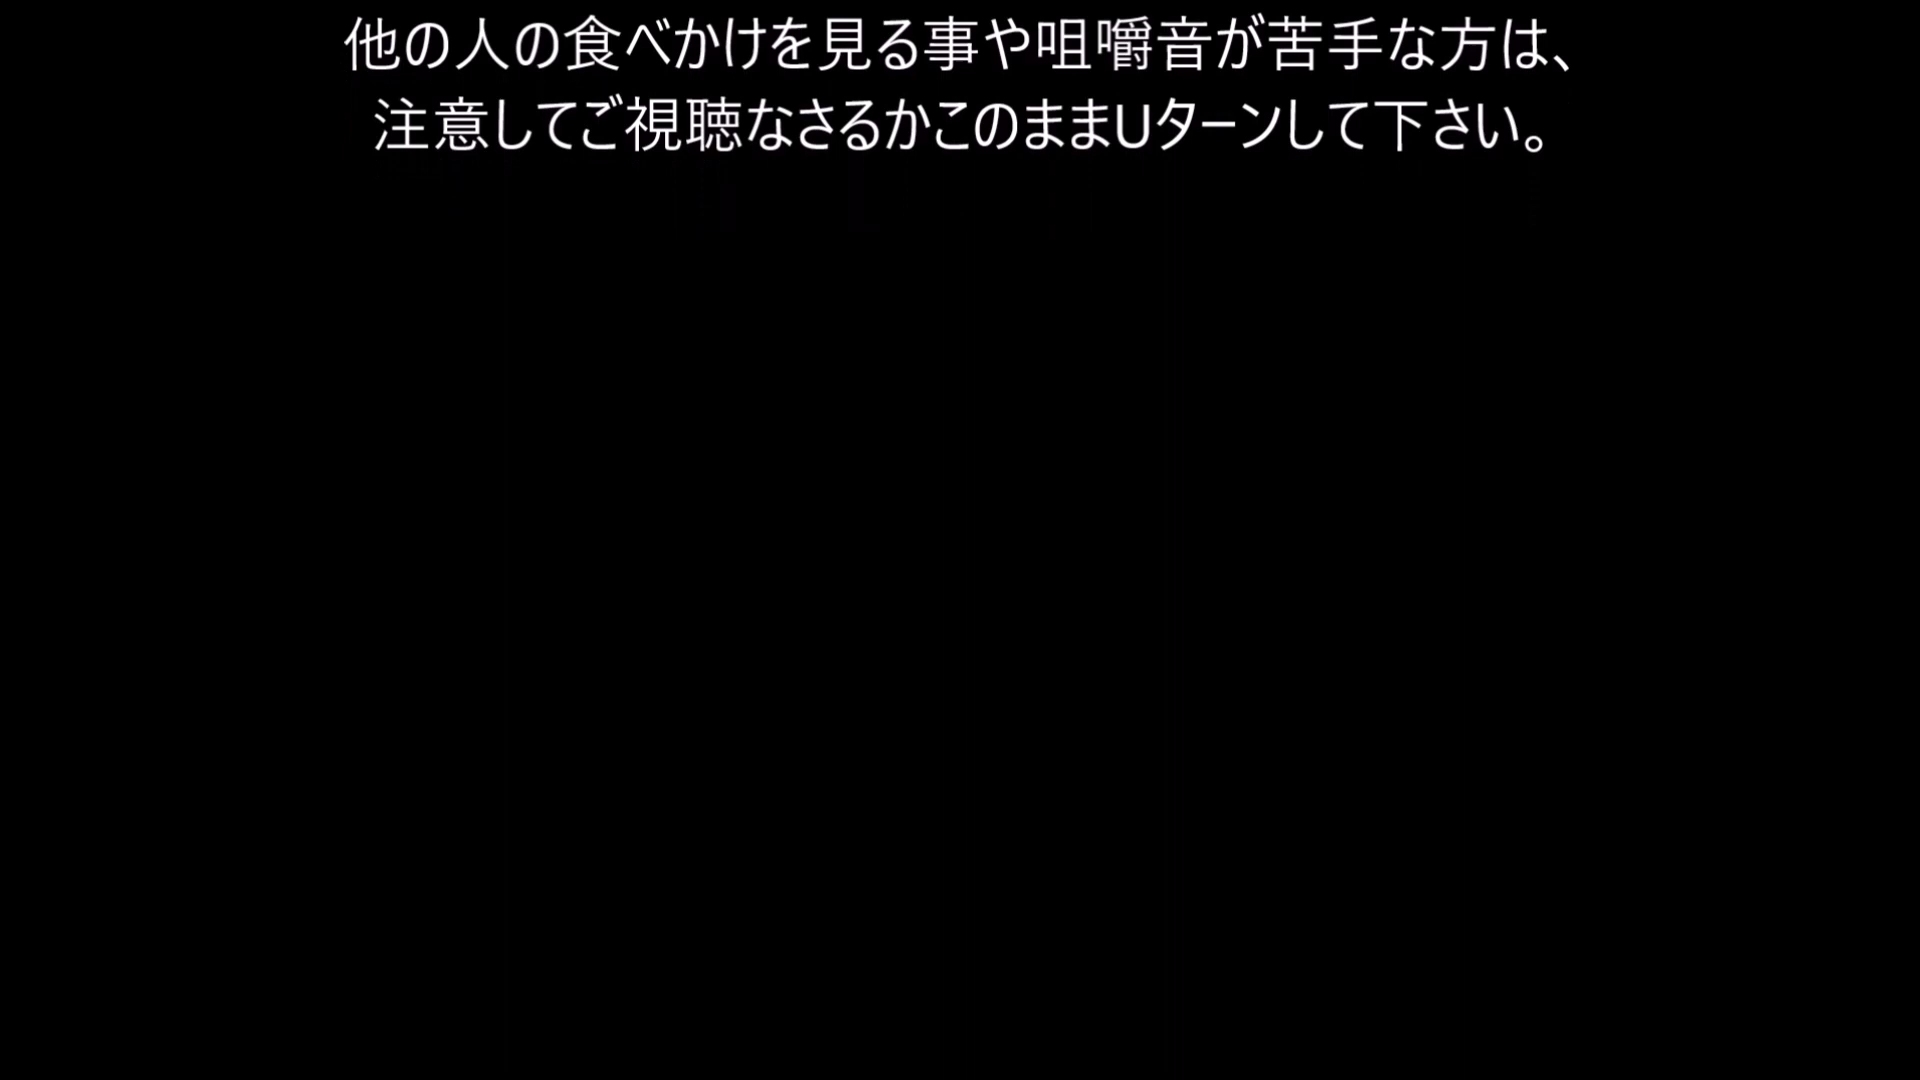 他の人の食べかけを見る事や咀嚼音が苦手な方は、
注意してご視聴なさるかこのままUターンして下さい。